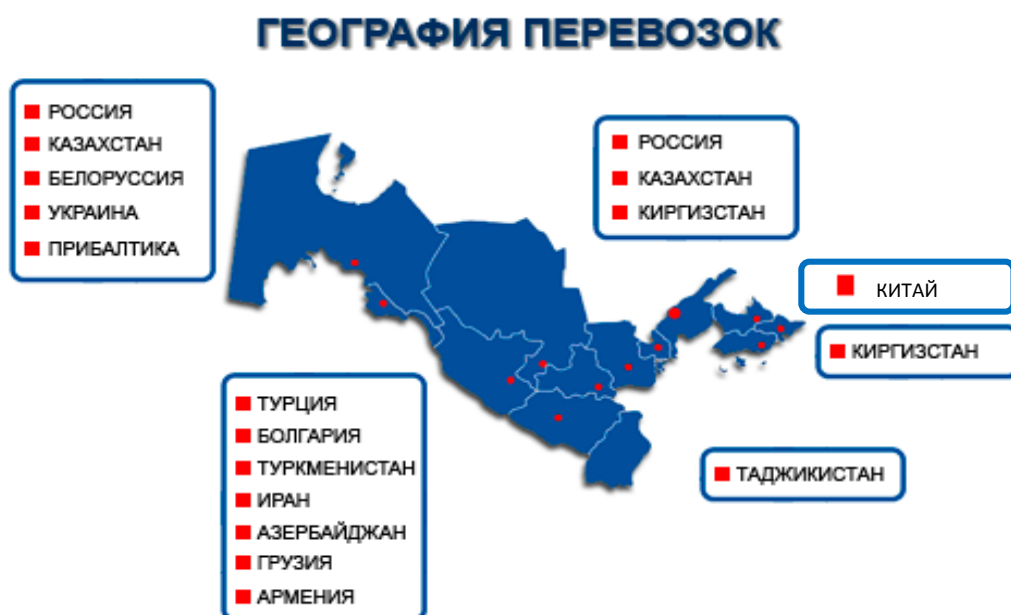 ГЕОГРАФИЯ ПЕРЕВОЗОК
РОССИЯ
КАЗАХСТАН
БЕЛОРУССИЯ
УКРАИНА
ПРИБАЛТИКА
РОССИЯ
КАЗАХСТАН
КИРГИЗСТАН
КИТАЙ
КИРГИЗСТАН
ТУРЦИЯ
БОЛГАРИЯ
ТУРКМЕНИСТАН
ИРАН
АЗЕРБАЙДЖАН
ГРУЗИЯ
АРМЕНИЯ
ТАДЖИКИСТАН